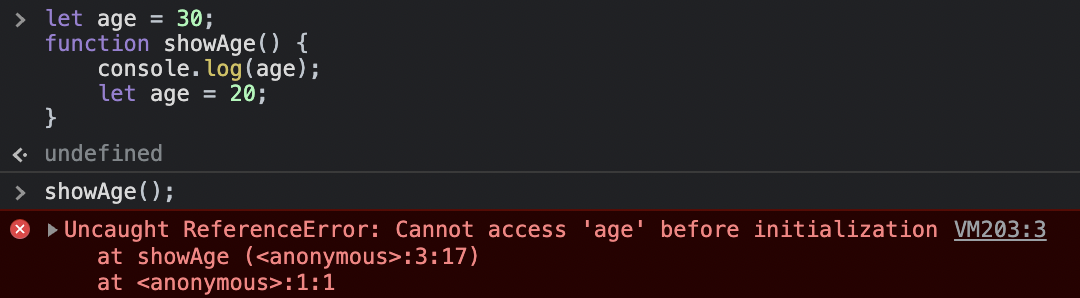 let age = 30;
function showAge() {
    console.log(age);
    let age = 20;
}
undefined
showAge();
Uncaught ReferenceError: Cannot access 'age' before initialization VM203:3
    at showAge (<anonymous>:3:17)
    at <anonymous>:1:1